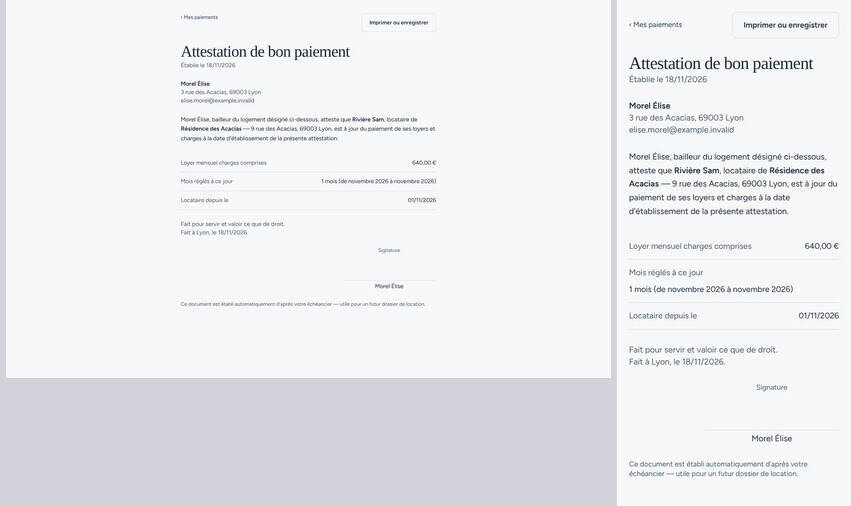 ‹ Mes paiements
Imprimer ou enregistrer
Attestation de bon paiement
Établie le 18/11/2026
Morel Élise
3 rue des Acacias, 69003 Lyon
elise.morel@example.invalid
Morel Élise, bailleur du logement désigné ci-dessous, atteste que Rivière Sam, locataire de
Résidence des Acacias — 9 rue des Acacias, 69003 Lyon, est à jour du paiement de ses loyers et
charges à la date d'établissement de la présente attestation.
Loyer mensuel charges comprises 640,00 €
Mois réglés à ce jour 1 mois (de novembre 2026 à novembre 2026)
Locataire depuis le 01/11/2026
Fait pour servir et valoir ce que de droit.
Fait à Lyon, le 18/11/2026.
Signature
Morel Élise
Ce document est établi automatiquement d'après votre échéancier — utile pour un futur dossier de location.
‹ Mes paiements
Imprimer ou enregistrer
Attestation de bon paiement
Établie le 18/11/2026
Morel Élise
3 rue des Acacias, 69003 Lyon
elise.morel@example.invalid
Morel Élise, bailleur du logement désigné ci-dessous,
atteste que Rivière Sam, locataire de Résidence des
Acacias — 9 rue des Acacias, 69003 Lyon, est à jour du
paiement de ses loyers et charges à la date
d'établissement de la présente attestation.
Loyer mensuel charges comprises 640,00 €
Mois réglés à ce jour
1 mois (de novembre 2026 à novembre 2026)
Locataire depuis le 01/11/2026
Fait pour servir et valoir ce que de droit.
Fait à Lyon, le 18/11/2026.
Signature
Morel Élise
Ce document est établi automatiquement d'après votre
échéancier — utile pour un futur dossier de location.